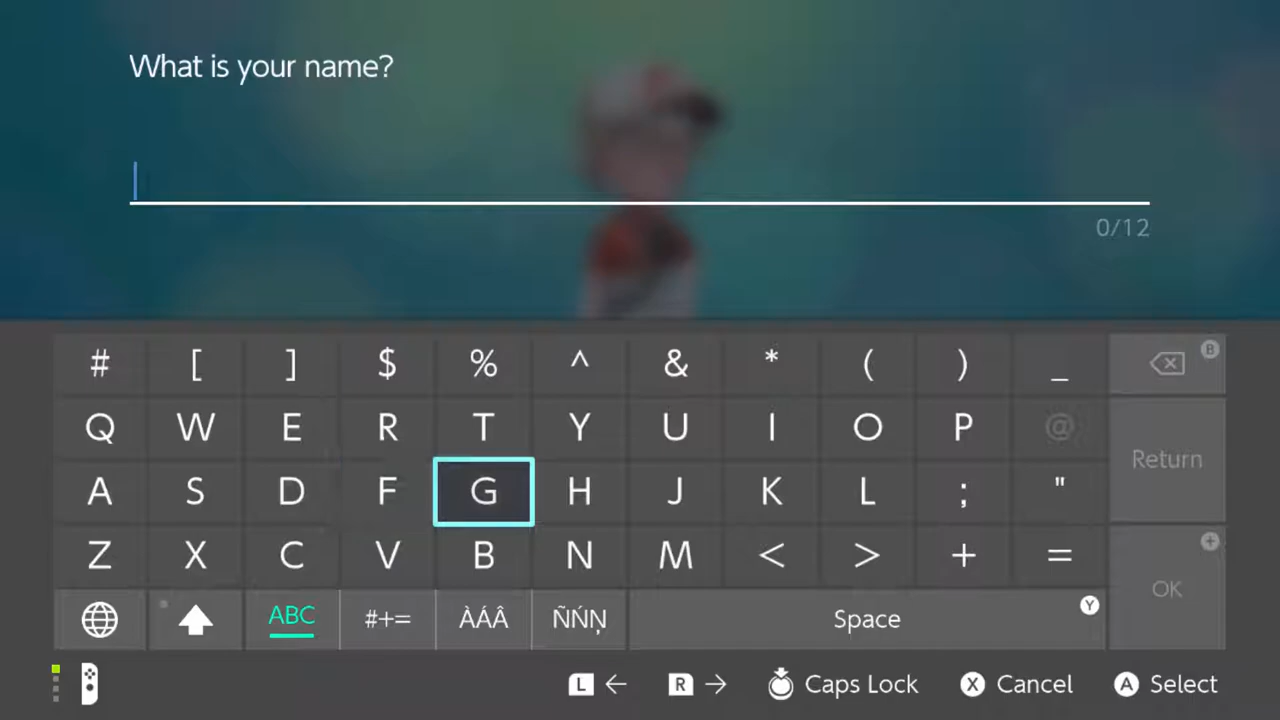 What is your name?
0/12
# [ ] $ % ^ & * ( ) _ B
Q W E R T Y U I O P @ Return
A S D F G H J K L ; "
Z X C V B N M < > + = + OK
ABC #+= ÀÁÂ ÑŃŅ Space Y
L ← R → Caps Lock X Cancel A Select